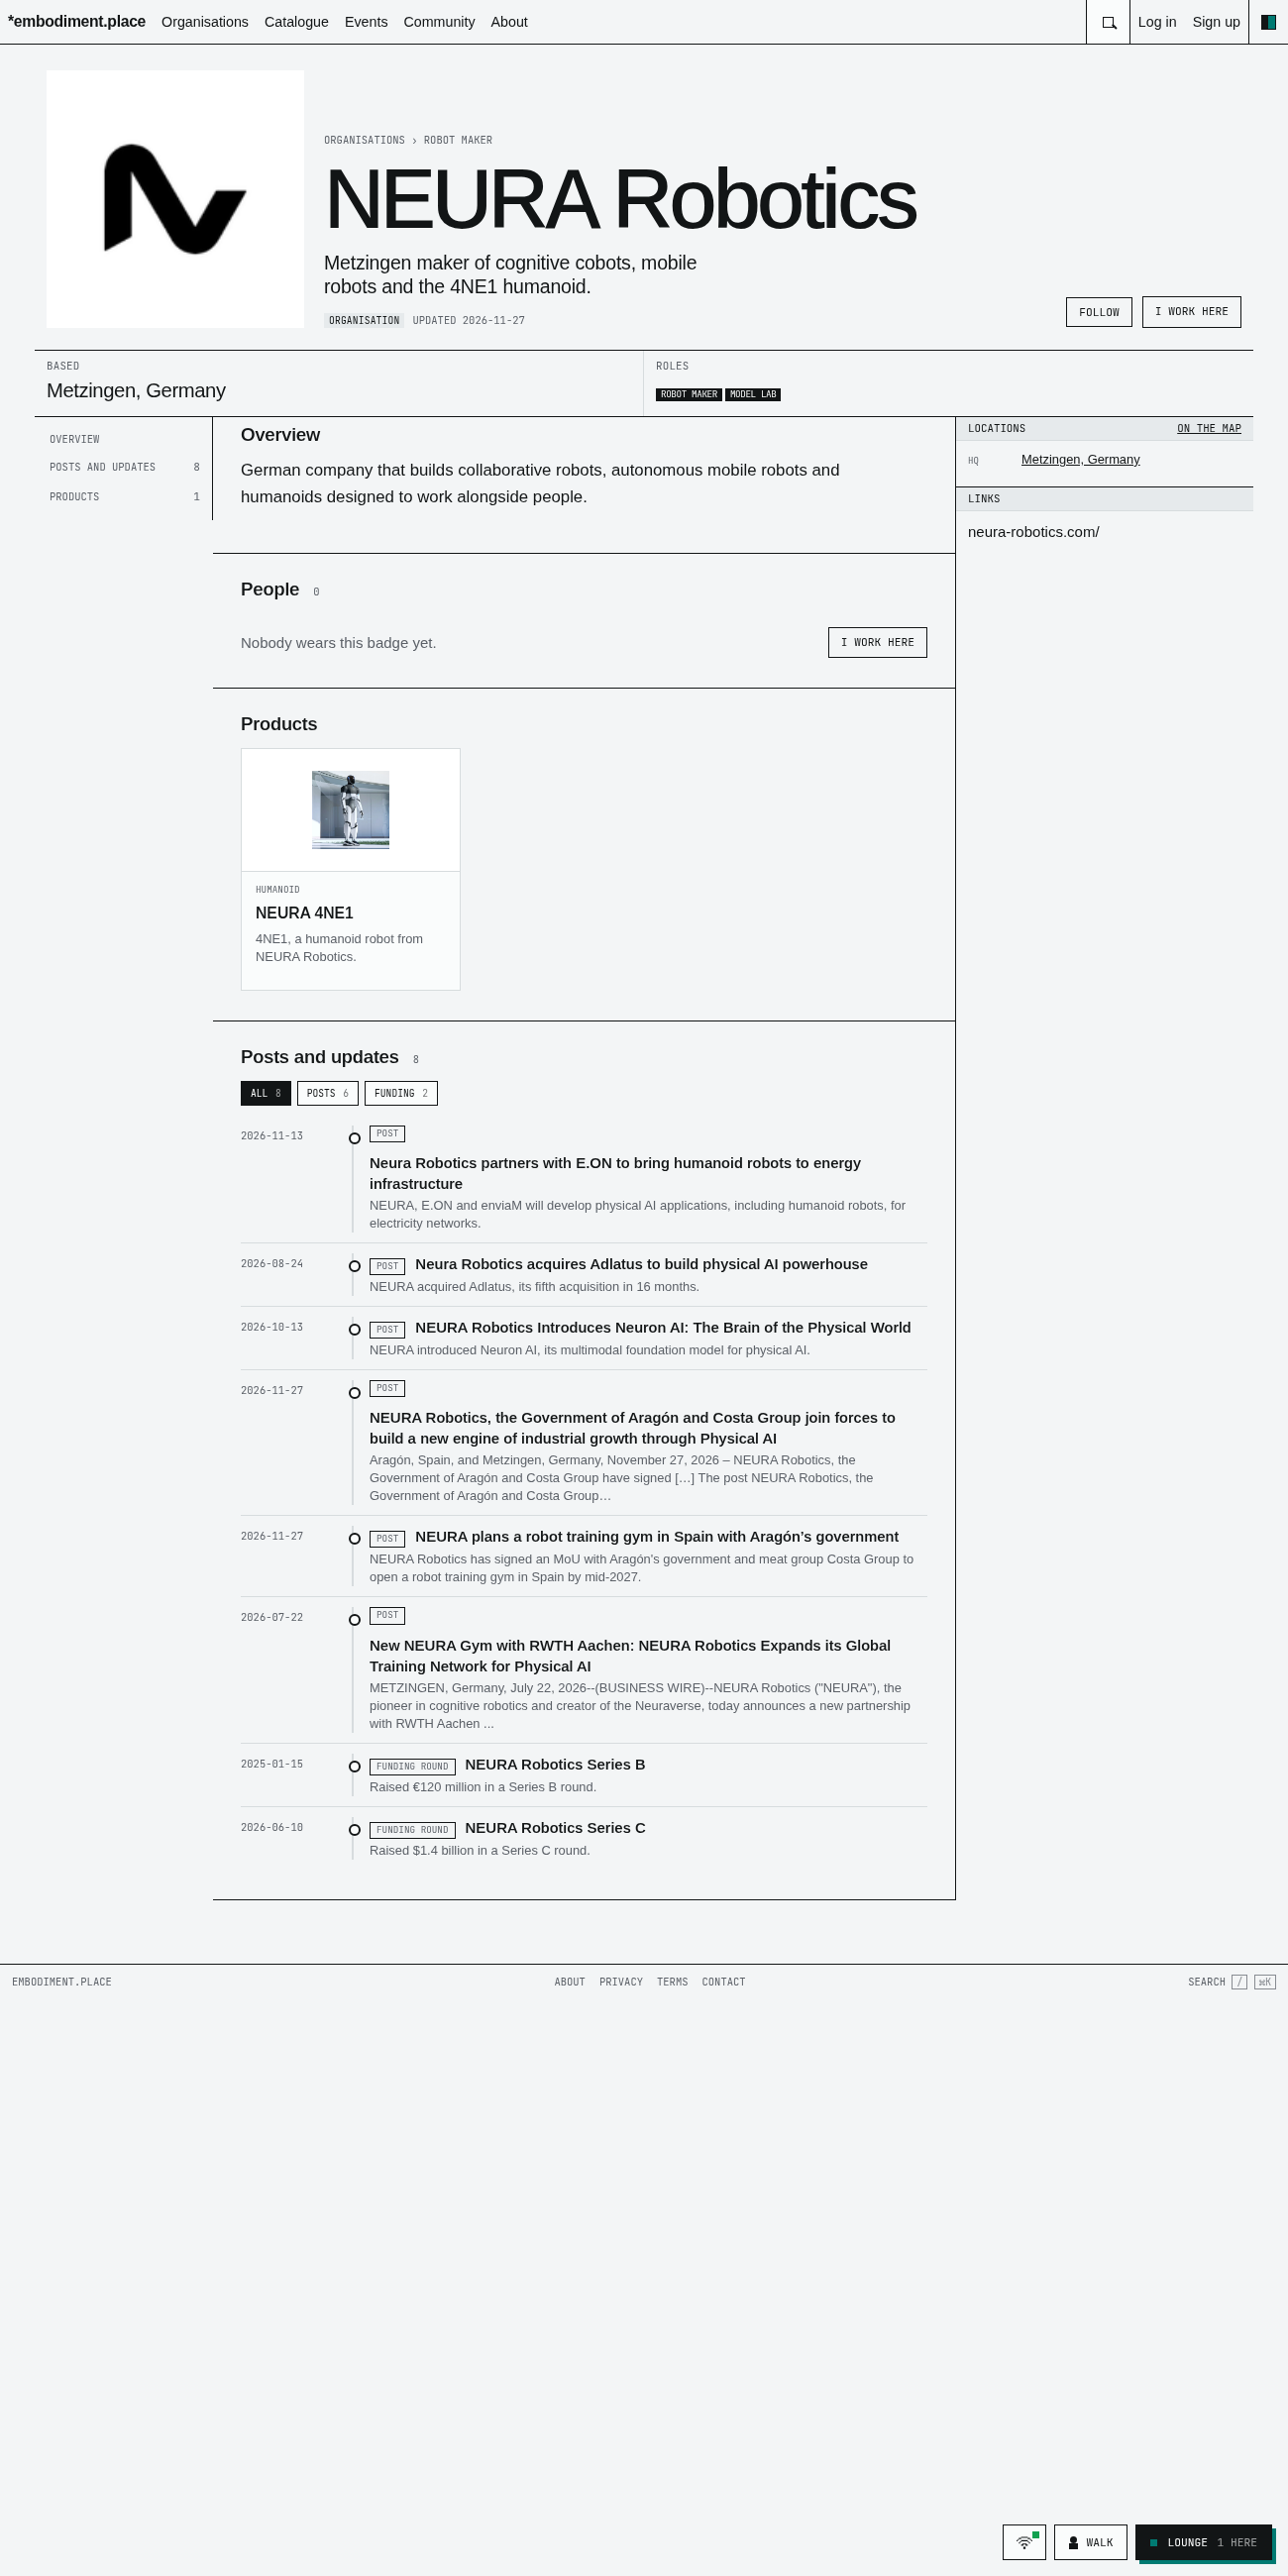 *embodiment.place Organisations Catalogue Events Community About Log in Sign up
ORGANISATIONS › ROBOT MAKER
NEURA Robotics
Metzingen maker of cognitive cobots, mobile
robots and the 4NE1 humanoid.
ORGANISATION UPDATED 2026-11-27
FOLLOW I WORK HERE
BASED
Metzingen, Germany
ROLES
ROBOT MAKER MODEL LAB
OVERVIEW
POSTS AND UPDATES 8
PRODUCTS 1
Overview
German company that builds collaborative robots, autonomous mobile robots and
humanoids designed to work alongside people.
LOCATIONS ON THE MAP
HQ Metzingen, Germany
LINKS
neura-robotics.com/
People 0
Nobody wears this badge yet.
I WORK HERE
Products
HUMANOID
NEURA 4NE1
4NE1, a humanoid robot from
NEURA Robotics.
Posts and updates 8
ALL 8 POSTS 6 FUNDING 2
2026-11-13 POST
Neura Robotics partners with E.ON to bring humanoid robots to energy
infrastructure
NEURA, E.ON and enviaM will develop physical AI applications, including humanoid robots, for
electricity networks.
2026-08-24 POST Neura Robotics acquires Adlatus to build physical AI powerhouse
NEURA acquired Adlatus, its fifth acquisition in 16 months.
2026-10-13 POST NEURA Robotics Introduces Neuron AI: The Brain of the Physical World
NEURA introduced Neuron AI, its multimodal foundation model for physical AI.
2026-11-27 POST
NEURA Robotics, the Government of Aragón and Costa Group join forces to
build a new engine of industrial growth through Physical AI
Aragón, Spain, and Metzingen, Germany, November 27, 2026 – NEURA Robotics, the
Government of Aragón and Costa Group have signed […] The post NEURA Robotics, the
Government of Aragón and Costa Group…
2026-11-27 POST NEURA plans a robot training gym in Spain with Aragón’s government
NEURA Robotics has signed an MoU with Aragón's government and meat group Costa Group to
open a robot training gym in Spain by mid-2027.
2026-07-22 POST
New NEURA Gym with RWTH Aachen: NEURA Robotics Expands its Global
Training Network for Physical AI
METZINGEN, Germany, July 22, 2026--(BUSINESS WIRE)--NEURA Robotics ("NEURA"), the
pioneer in cognitive robotics and creator of the Neuraverse, today announces a new partnership
with RWTH Aachen ...
2025-01-15 FUNDING ROUND NEURA Robotics Series B
Raised €120 million in a Series B round.
2026-06-10 FUNDING ROUND NEURA Robotics Series C
Raised $1.4 billion in a Series C round.
EMBODIMENT.PLACE ABOUT PRIVACY TERMS CONTACT SEARCH / ⌘K
WALK LOUNGE 1 HERE